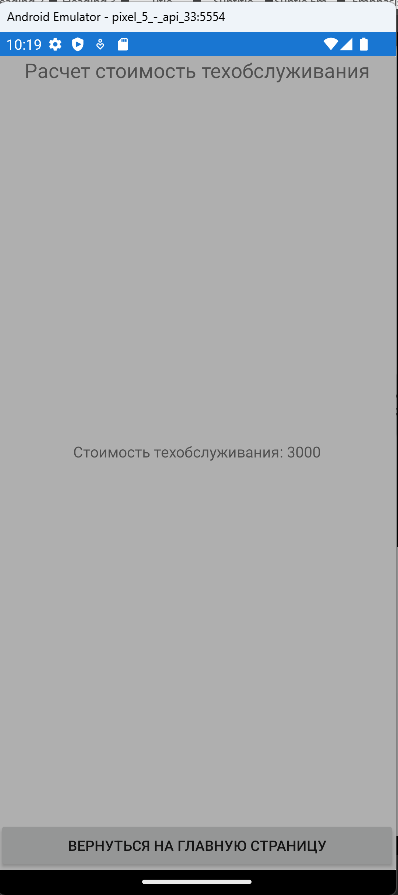 Android Emulator - pixel_5_-_api_33:5554
10:19
Расчет стоимость техобслуживания
Стоимость техобслуживания: 3000
ВЕРНУТЬСЯ НА ГЛАВНУЮ СТРАНИЦУ